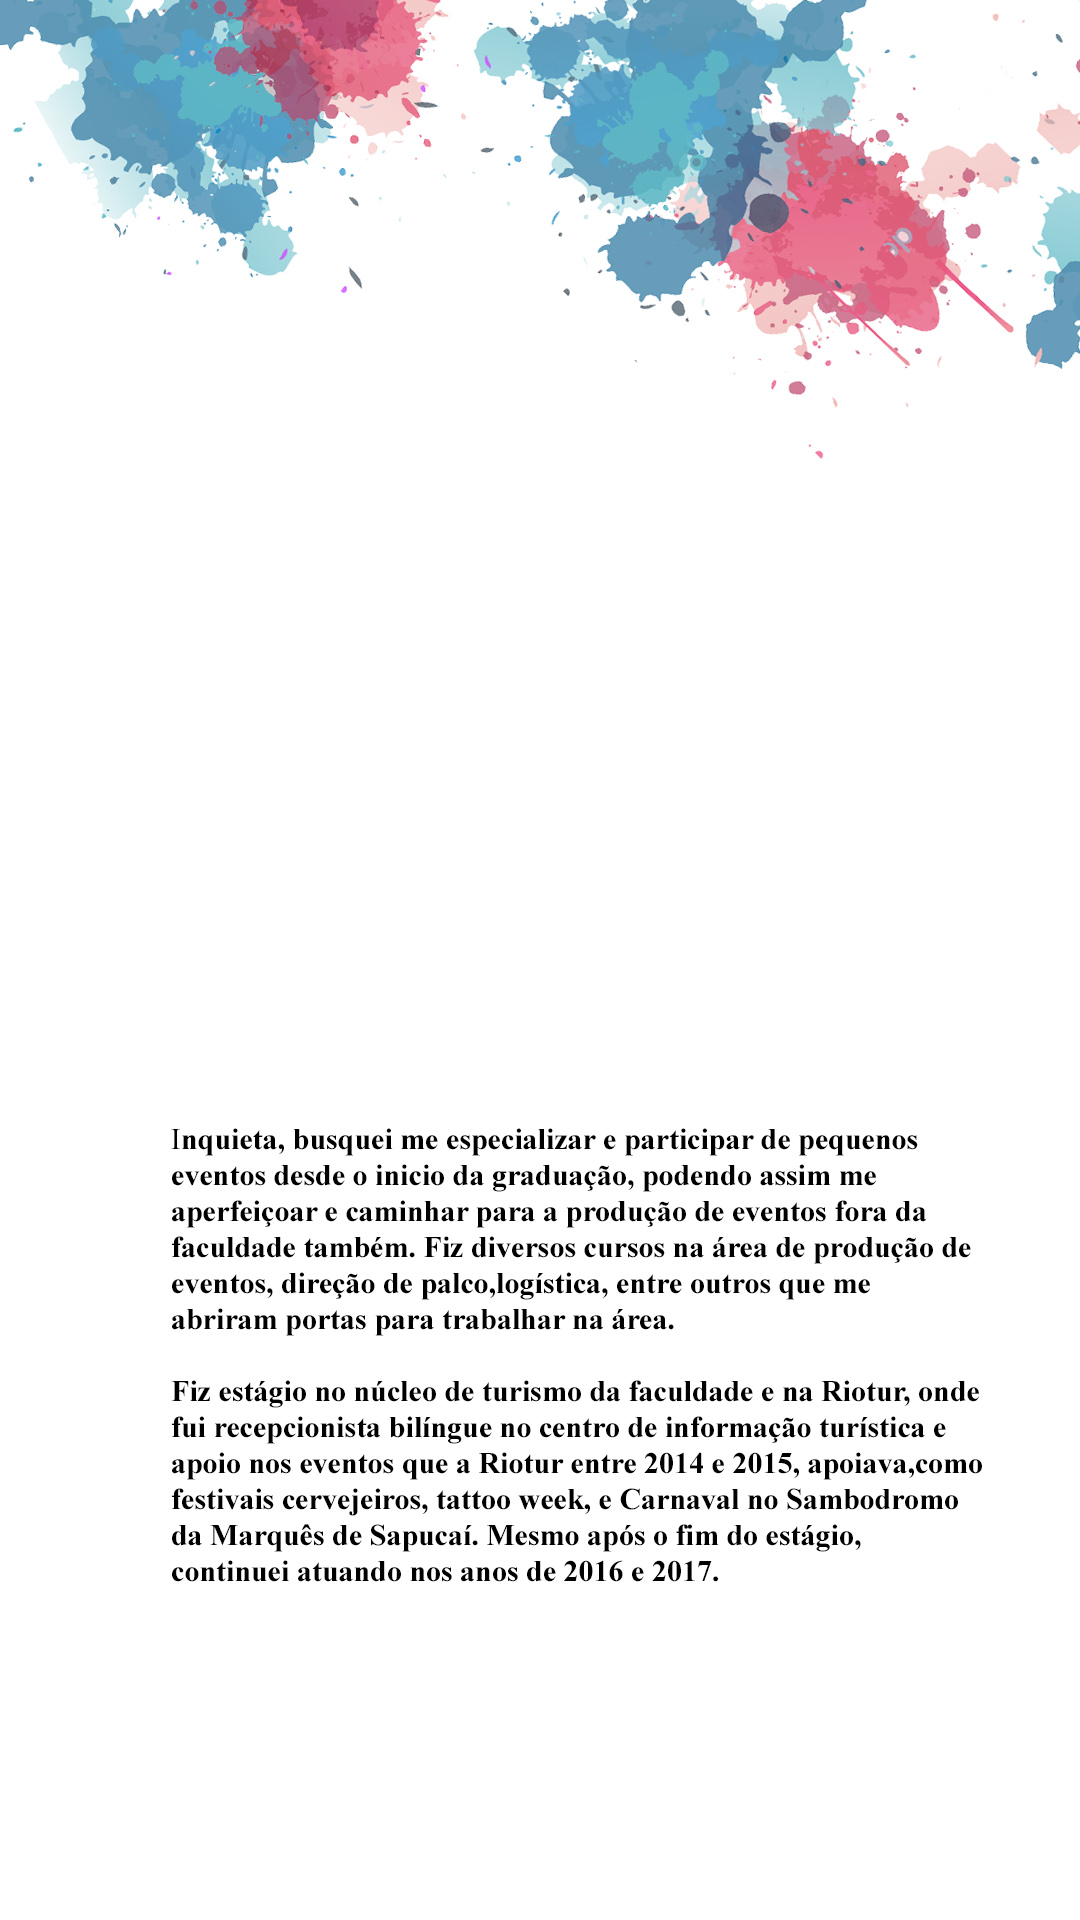 Inquieta, busquei me especializar e participar de pequenos
eventos desde o inicio da graduação, podendo assim me
aperfeiçoar e caminhar para a produção de eventos fora da
faculdade também. Fiz diversos cursos na área de produção de
eventos, direção de palco,logística, entre outros que me
abriram portas para trabalhar na área.
Fiz estágio no núcleo de turismo da faculdade e na Riotur, onde
fui recepcionista bilíngue no centro de informação turística e
apoio nos eventos que a Riotur entre 2014 e 2015, apoiava,como
festivais cervejeiros, tattoo week, e Carnaval no Sambodromo
da Marquês de Sapucaí. Mesmo após o fim do estágio,
continuei atuando nos anos de 2016 e 2017.